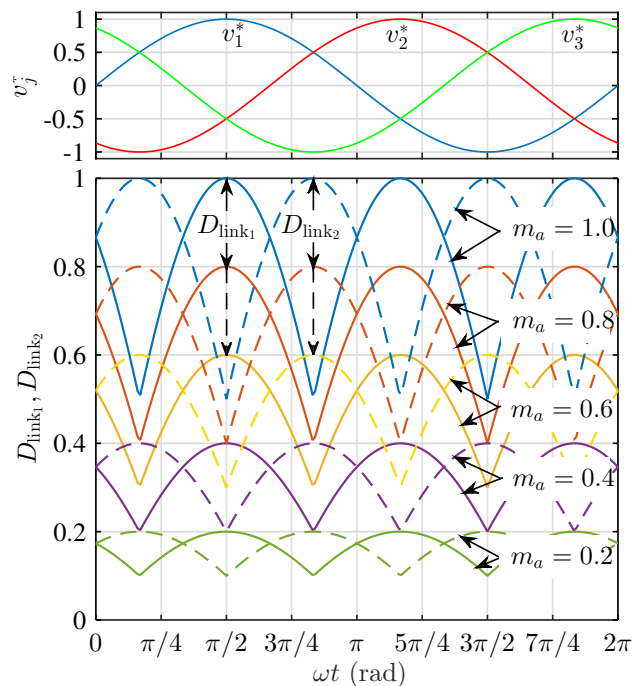 1
0.5
0
-0.5
-1
v_j^*
v_1^*
v_2^*
v_3^*
1
0.8
0.6
0.4
0.2
0
D_link₁, D_link₂
D_link₁
D_link₂
m_a = 1.0
m_a = 0.8
m_a = 0.6
m_a = 0.4
m_a = 0.2
0 π/4 π/2 3π/4 π 5π/4 3π/2 7π/4 2π
ωt (rad)